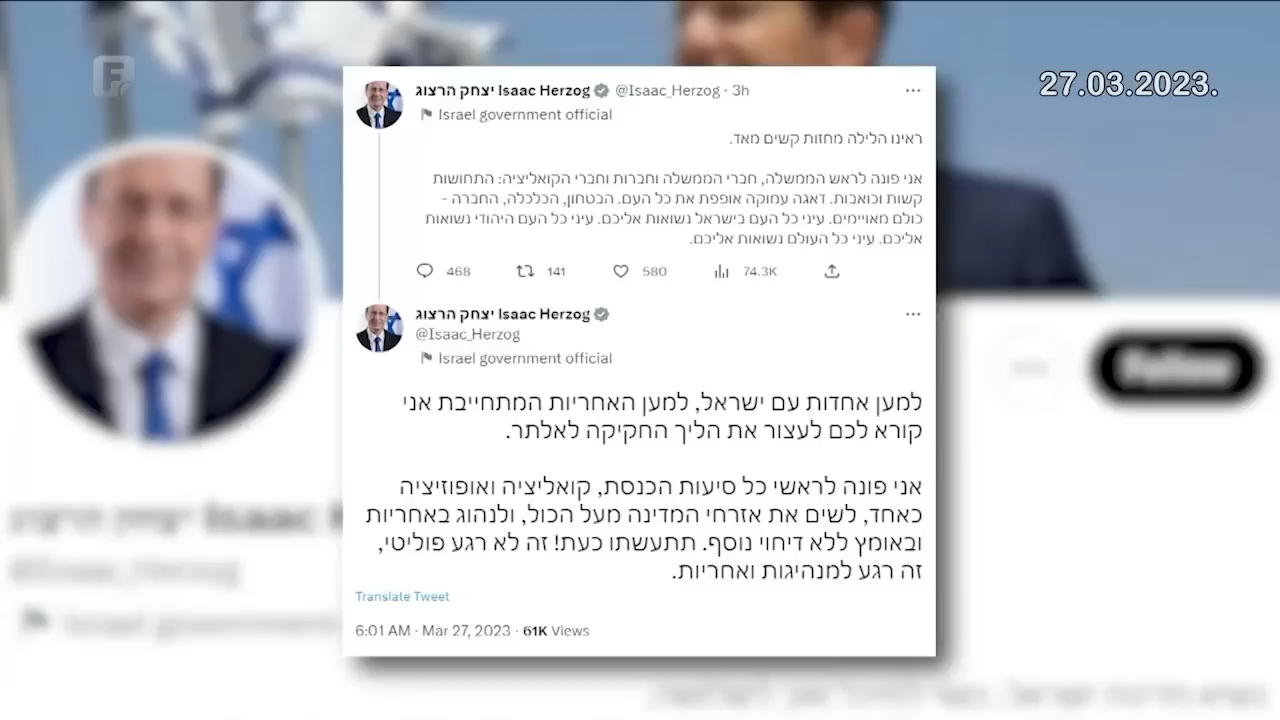 27.03.2023.
יצחק הרצוג Isaac Herzog @Isaac_Herzog · 3h
Israel government official
ראינו הלילה מחזות קשים מאד.
אני פונה לראש הממשלה, חברי הממשלה וחברות וחברי הקואליציה: התחושות
קשות וכואבות. דאגה עמוקה אופפת את כל העם. הבטחון, הכלכלה, החברה -
כולם מאויימים. עיני כל העם בישראל נשואות אליכם. עיני כל העם היהודי נשואות
אליכם. עיני כל העולם נשואות אליכם.
468 141 580 74.3K
יצחק הרצוג Isaac Herzog
@Isaac_Herzog
Israel government official
למען אחדות עם ישראל, למען האחריות המתחייבת אני
קורא לכם לעצור את הליך החקיקה לאלתר.
אני פונה לראשי כל סיעות הכנסת, קואליציה ואופוזיציה
כאחד, לשים את אזרחי המדינה מעל הכול, ולנהוג באחריות
ובאומץ ללא דיחוי נוסף. תתעשתו כעת! זה לא רגע פוליטי,
זה רגע למנהיגות ואחריות.
Translate Tweet
6:01 AM · Mar 27, 2023 · 61K Views
Follow
יצחק הרצוג Isaac
@Isaac_Herzog
Israel government